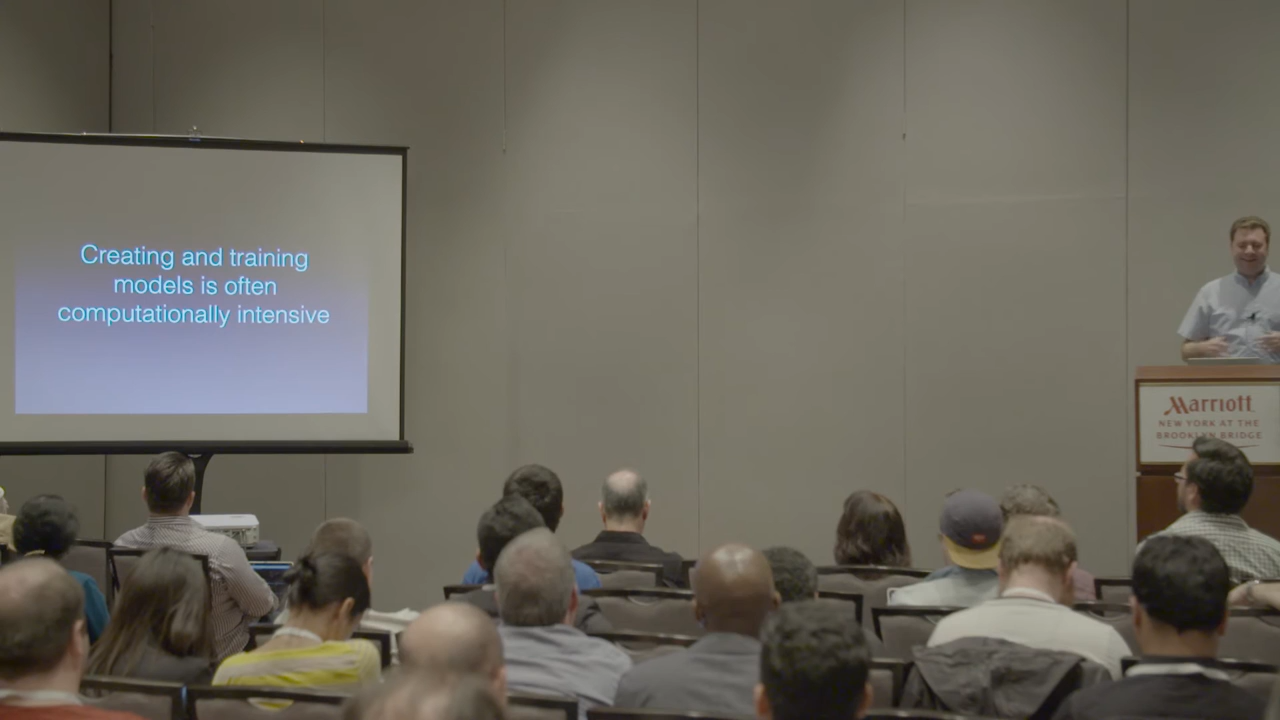 Creating and training
models is often
computationally intensive
Marriott
NEW YORK AT THE
BROOKLYN BRIDGE